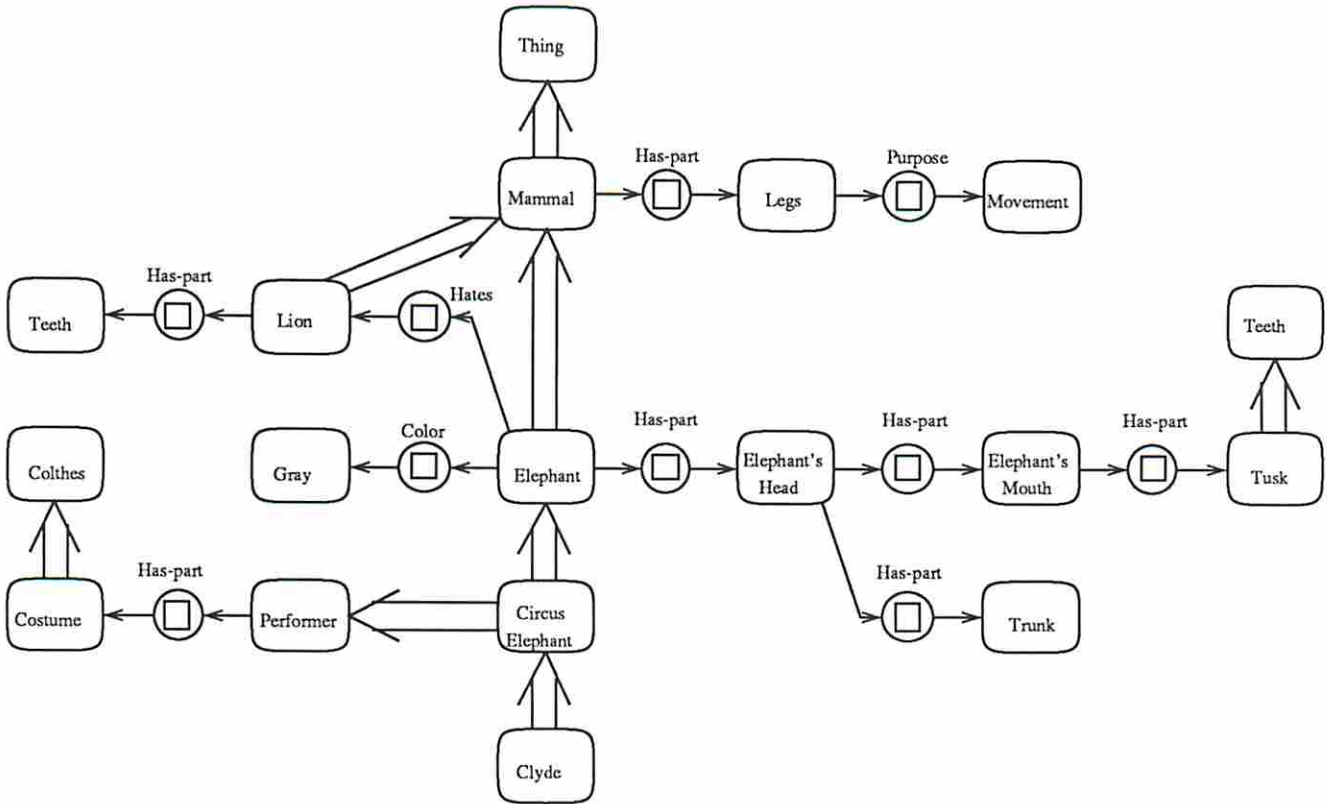 Thing
Has-part
Purpose
Mammal
Legs
Movement
Has-part
Hates
Teeth
Lion
Teeth
Has-part
Has-part
Has-part
Color
Colthes
Gray
Elephant
Elephant's
Head
Elephant's
Mouth
Tusk
Has-part
Has-part
Costume
Performer
Circus
Elephant
Trunk
Clyde